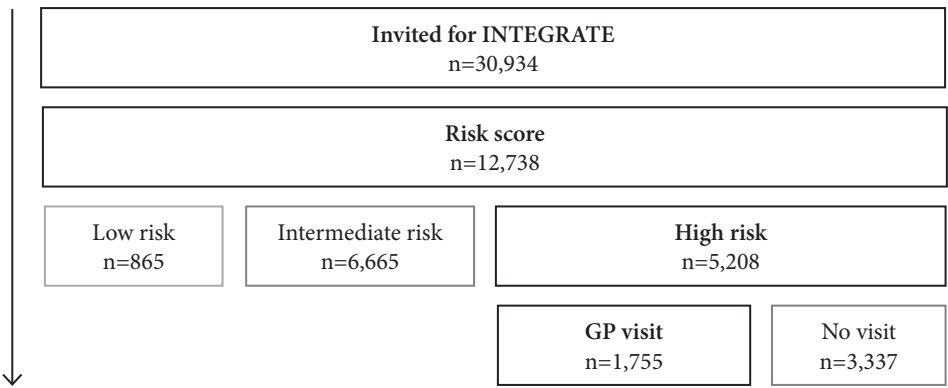 Invited for INTEGRATE
n=30,934
Risk score
n=12,738
Low risk
n=865
Intermediate risk
n=6,665
High risk
n=5,208
GP visit
n=1,755
No visit
n=3,337